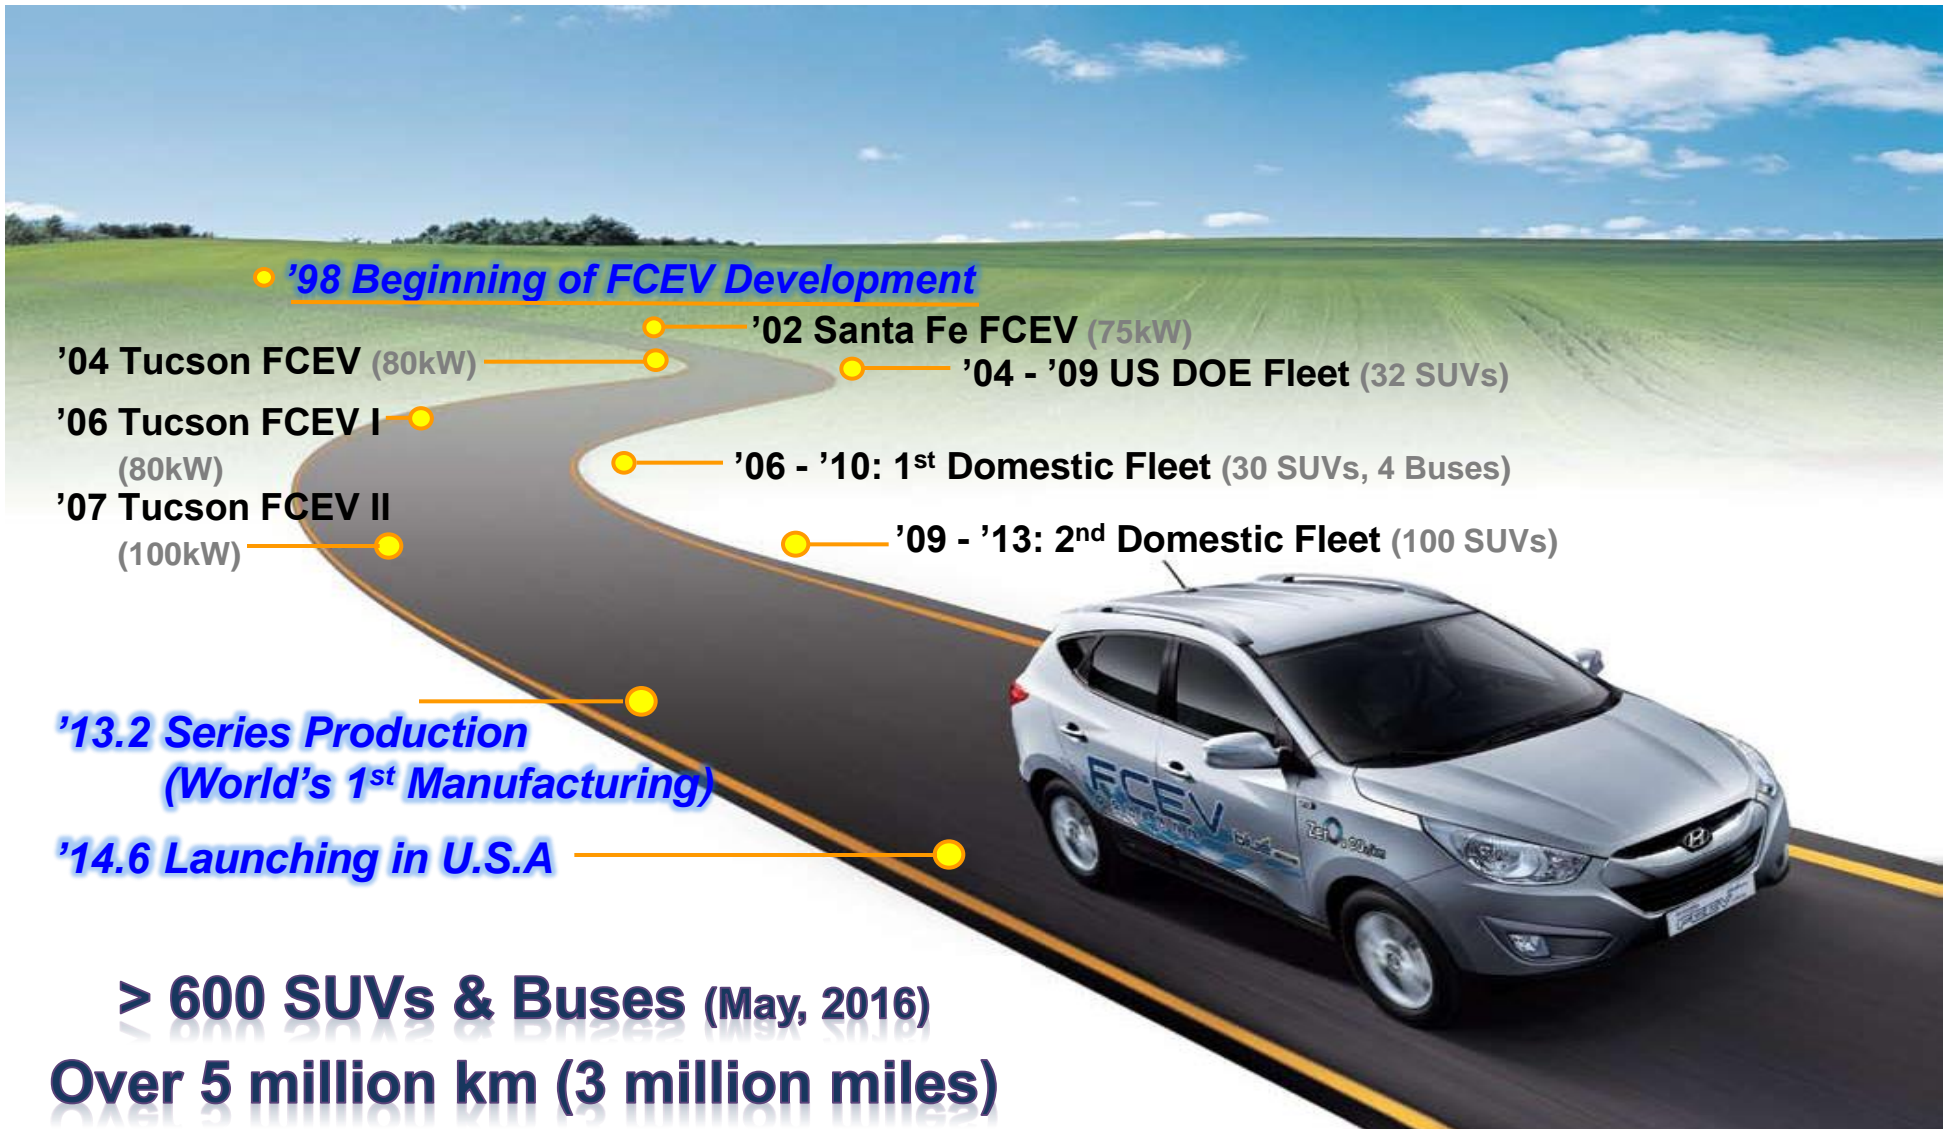 ’98 Beginning of FCEV Development
’02 Santa Fe FCEV (75kW)
’04 Tucson FCEV (80kW)
’04 - ’09 US DOE Fleet (32 SUVs)
’06 Tucson FCEV I
(80kW)
’06 - ’10: 1st Domestic Fleet (30 SUVs, 4 Buses)
’07 Tucson FCEV II
(100kW)
’09 - ’13: 2nd Domestic Fleet (100 SUVs)
’13.2 Series Production
(World’s 1st Manufacturing)
’14.6 Launching in U.S.A
FCEV
blue
Zero
FCEV
> 600 SUVs & Buses (May, 2016)
Over 5 million km (3 million miles)